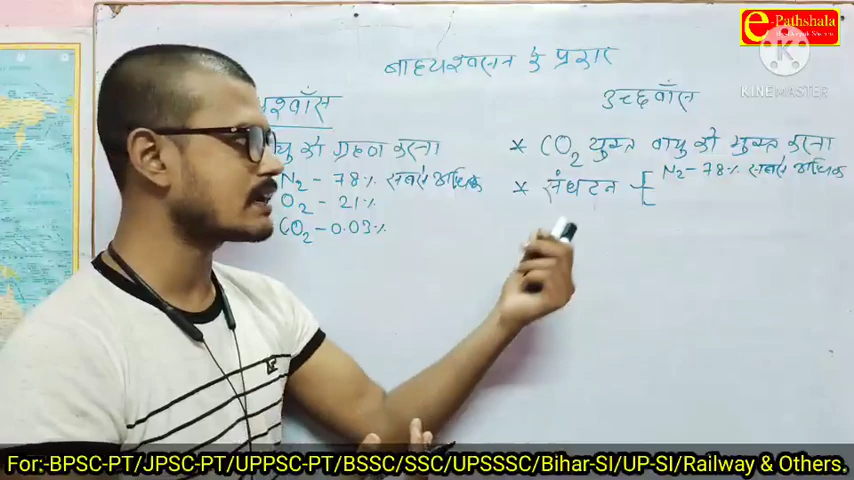 e-Pathshala
KINEMASTER
बाह्यश्वसन के प्रकार
श्वाँस
उच्छवाँस
वायु को ग्रहण करना
* CO2 युक्त वायु को मुक्त करना
N2 - 78% सबसे अधिक
O2 - 21%
CO2 - 0.03%
* संघटन - [ N2 - 78% सबसे अधिक
For:-BPSC-PT/JPSC-PT/UPPSC-PT/BSSC/SSC/UPSSSC/Bihar-SI/UP-SI/Railway & Others.